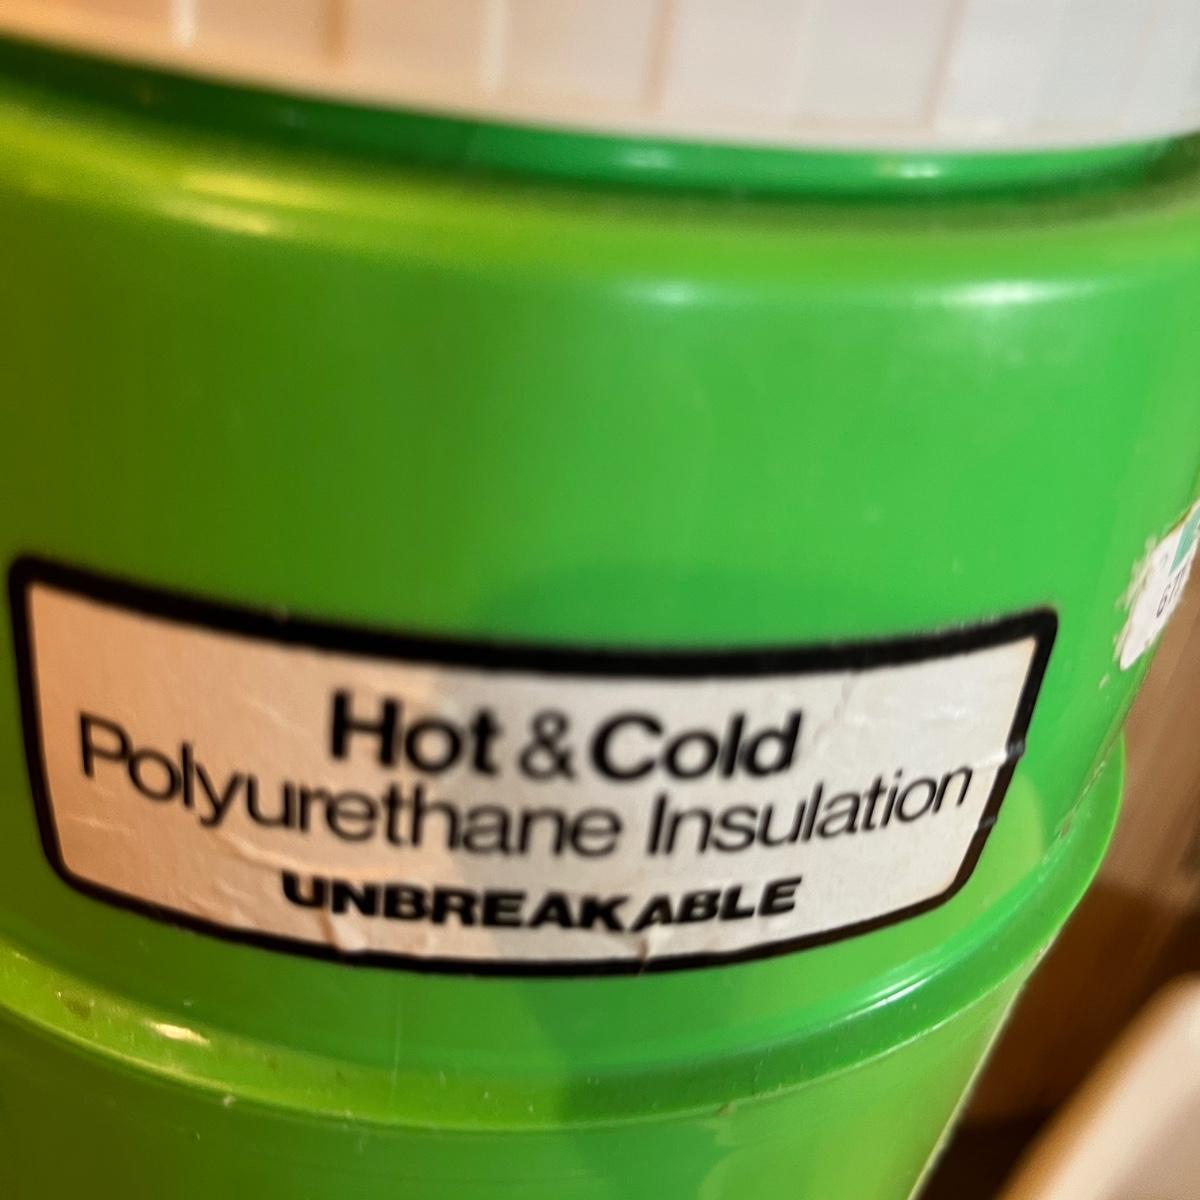 Hot & Cold
Polyurethane Insulation
UNBREAKABLE